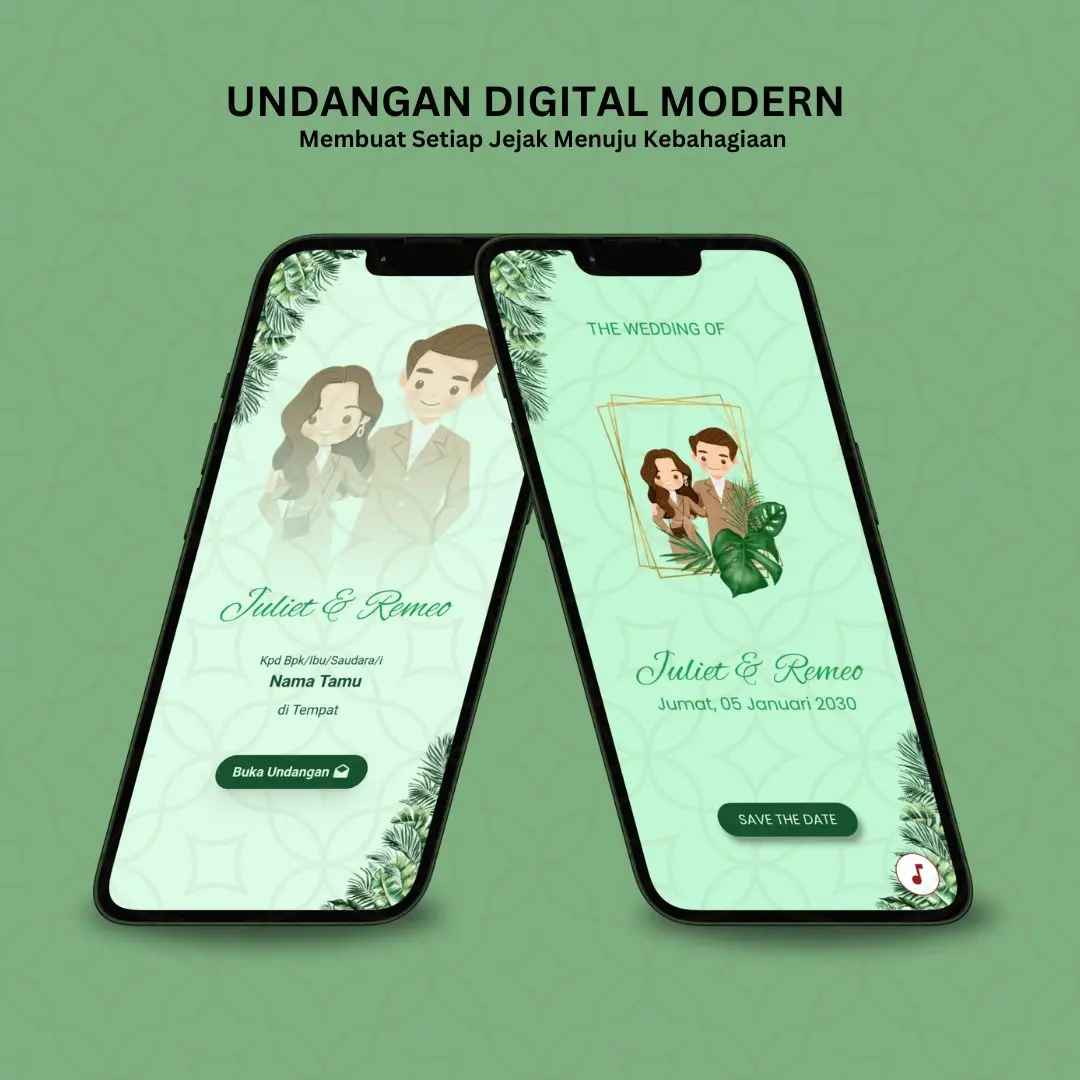 UNDANGAN DIGITAL MODERN
Membuat Setiap Jejak Menuju Kebahagiaan
Juliet & Remeo
Kpd Bpk/Ibu/Saudara/i
Nama Tamu
di Tempat
Buka Undangan
THE WEDDING OF
Juliet & Remeo
Jumat, 05 Januari 2030
SAVE THE DATE